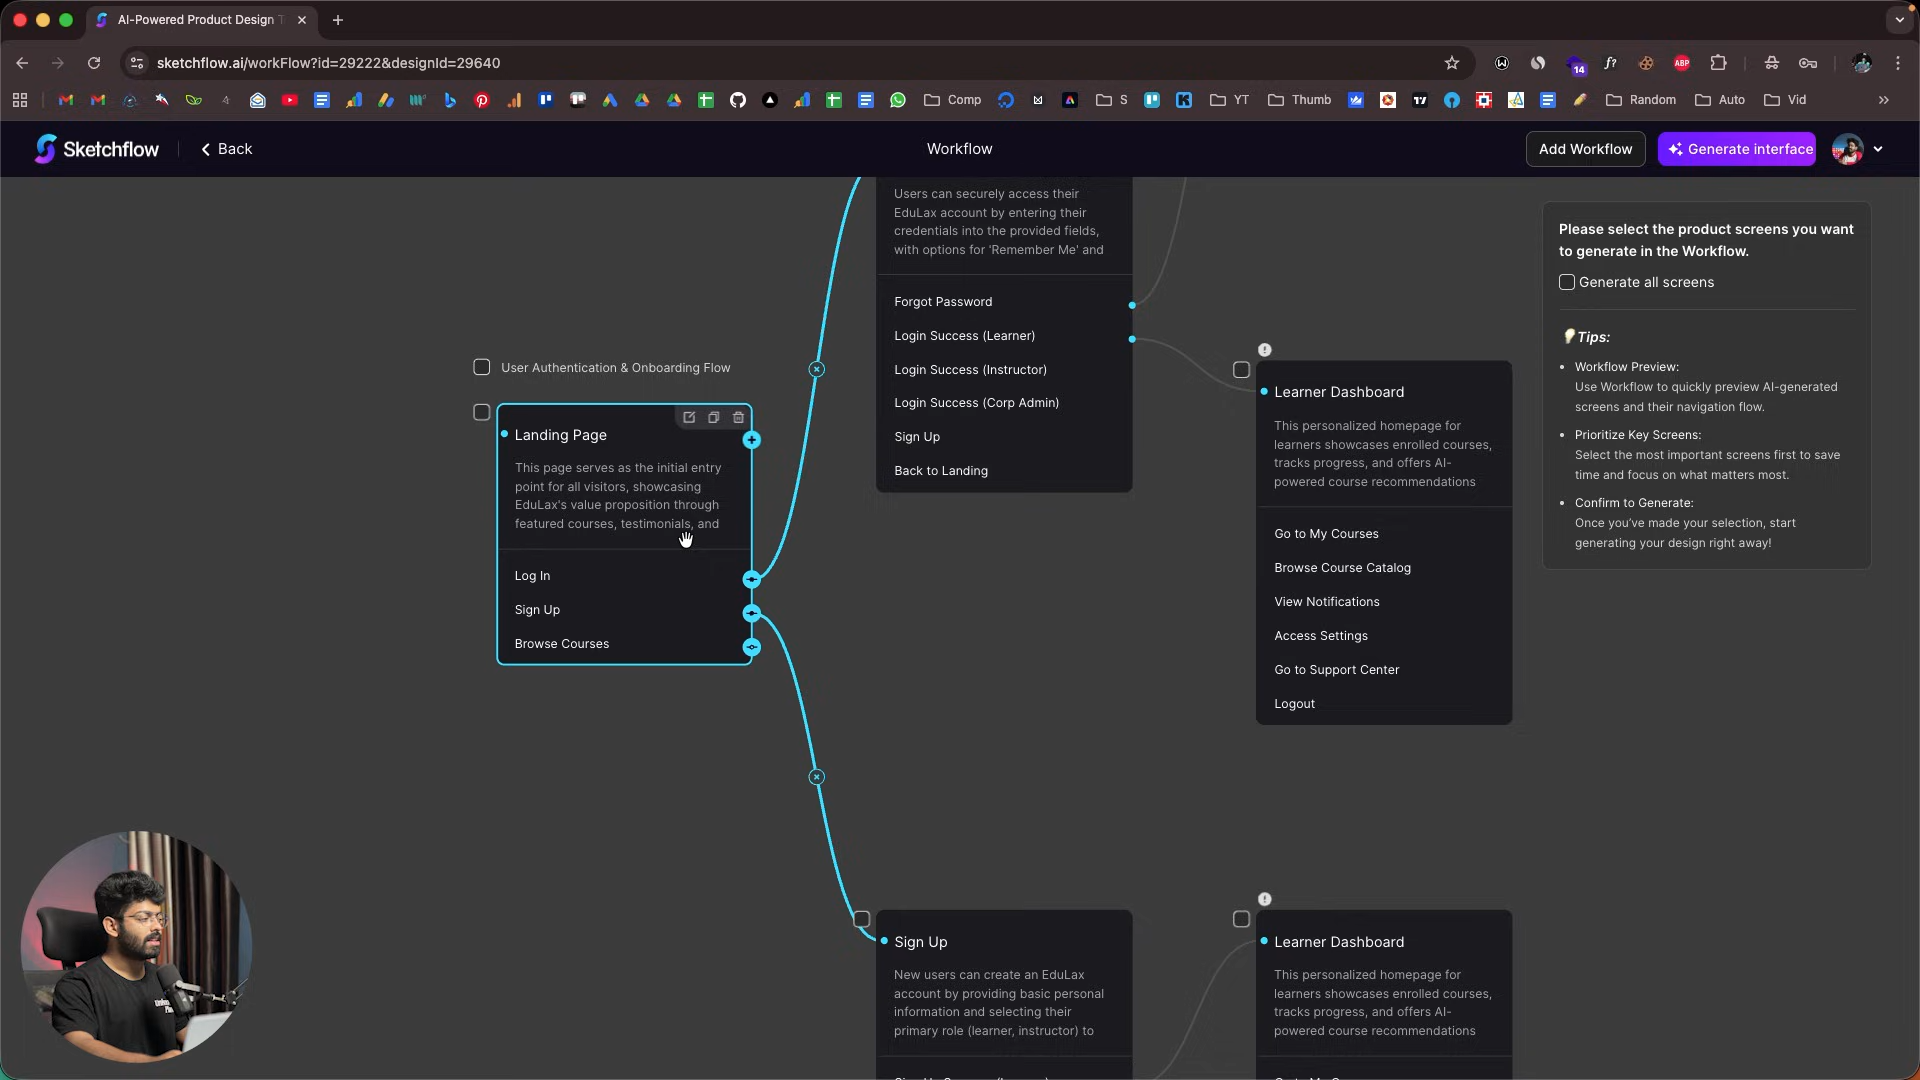 AI-Powered Product Design T
sketchflow.ai/workFlow?id=29222&designId=29640
14
f?
ABP
Comp
S
YT
Thumb
Random
Auto
Vid
Sketchflow
Back
Workflow
Add Workflow
Generate interface
Users can securely access their
EduLax account by entering their
credentials into the provided fields,
with options for 'Remember Me' and
Forgot Password
Login Success (Learner)
Login Success (Instructor)
Login Success (Corp Admin)
Sign Up
Back to Landing
User Authentication & Onboarding Flow
Landing Page
This page serves as the initial entry
point for all visitors, showcasing
EduLax's value proposition through
featured courses, testimonials, and
Log In
Sign Up
Browse Courses
Learner Dashboard
This personalized homepage for
learners showcases enrolled courses,
tracks progress, and offers AI-
powered course recommendations
Go to My Courses
Browse Course Catalog
View Notifications
Access Settings
Go to Support Center
Logout
Please select the product screens you want
to generate in the Workflow.
Generate all screens
Tips:
Workflow Preview:
Use Workflow to quickly preview AI-generated
screens and their navigation flow.
Prioritize Key Screens:
Select the most important screens first to save
time and focus on what matters most.
Confirm to Generate:
Once you've made your selection, start
generating your design right away!
Sign Up
New users can create an EduLax
account by providing basic personal
information and selecting their
primary role (learner, instructor) to
Learner Dashboard
This personalized homepage for
learners showcases enrolled courses,
tracks progress, and offers AI-
powered course recommendations